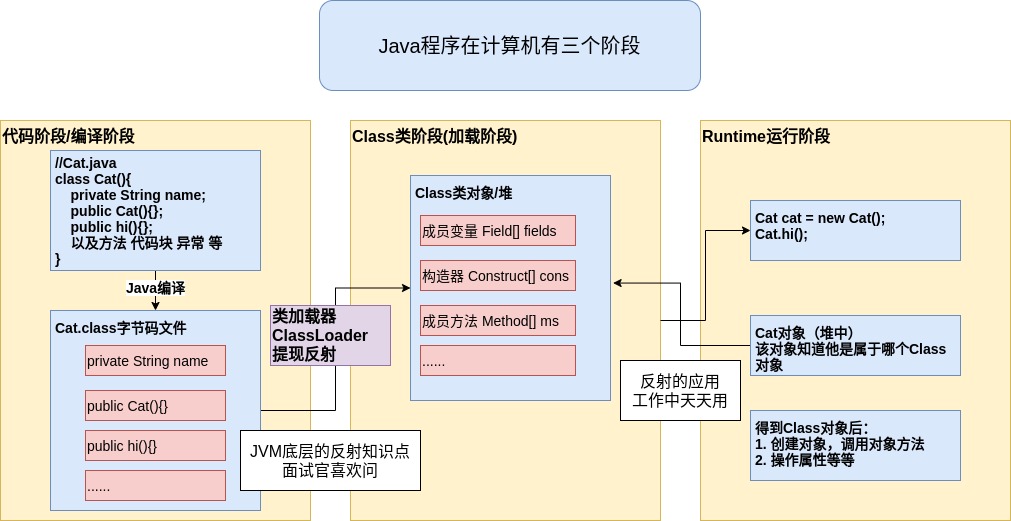 Java程序在计算机有三个阶段
代码阶段/编译阶段
//Cat.java
class Cat(){
private String name;
public Cat(){};
public hi(){};
以及方法 代码块 异常 等
}
Java编译
Cat.class字节码文件
private String name
public Cat(){}
public hi(){}
......
类加载器
ClassLoader
提现反射
JVM底层的反射知识点
面试官喜欢问
Class类阶段(加载阶段)
Class类对象/堆
成员变量 Field[] fields
构造器 Construct[] cons
成员方法 Method[] ms
......
反射的应用
工作中天天用
Runtime运行阶段
Cat cat = new Cat();
Cat.hi();
Cat对象（堆中）
该对象知道他是属于哪个Class
对象
得到Class对象后：
1. 创建对象，调用对象方法
2. 操作属性等等